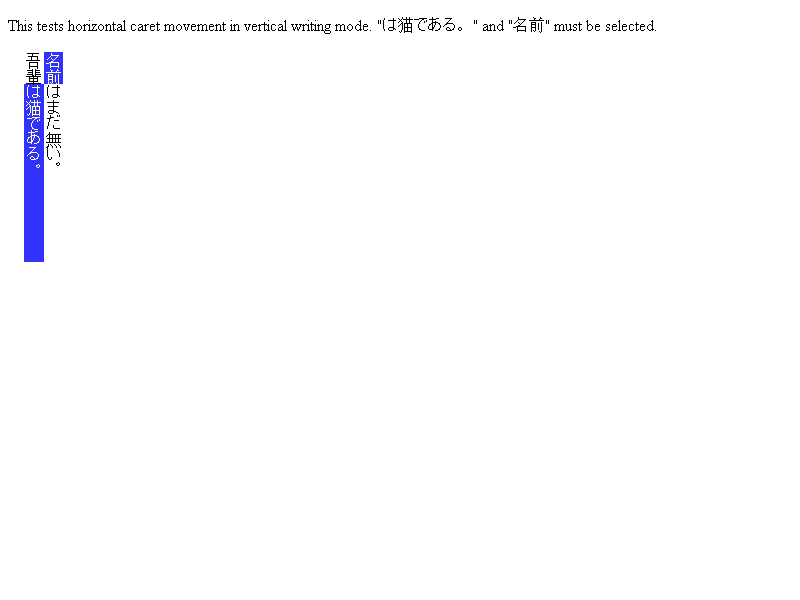 This tests horizontal caret movement in vertical writing mode. "は猫である。" and "名前" must be selected.
吾輩は猫である。
名前はまだ無い。